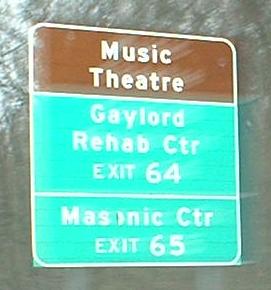 Music
Theatre
Gaylord
Rehab Ctr
EXIT 64
Masonic Ctr
EXIT 65